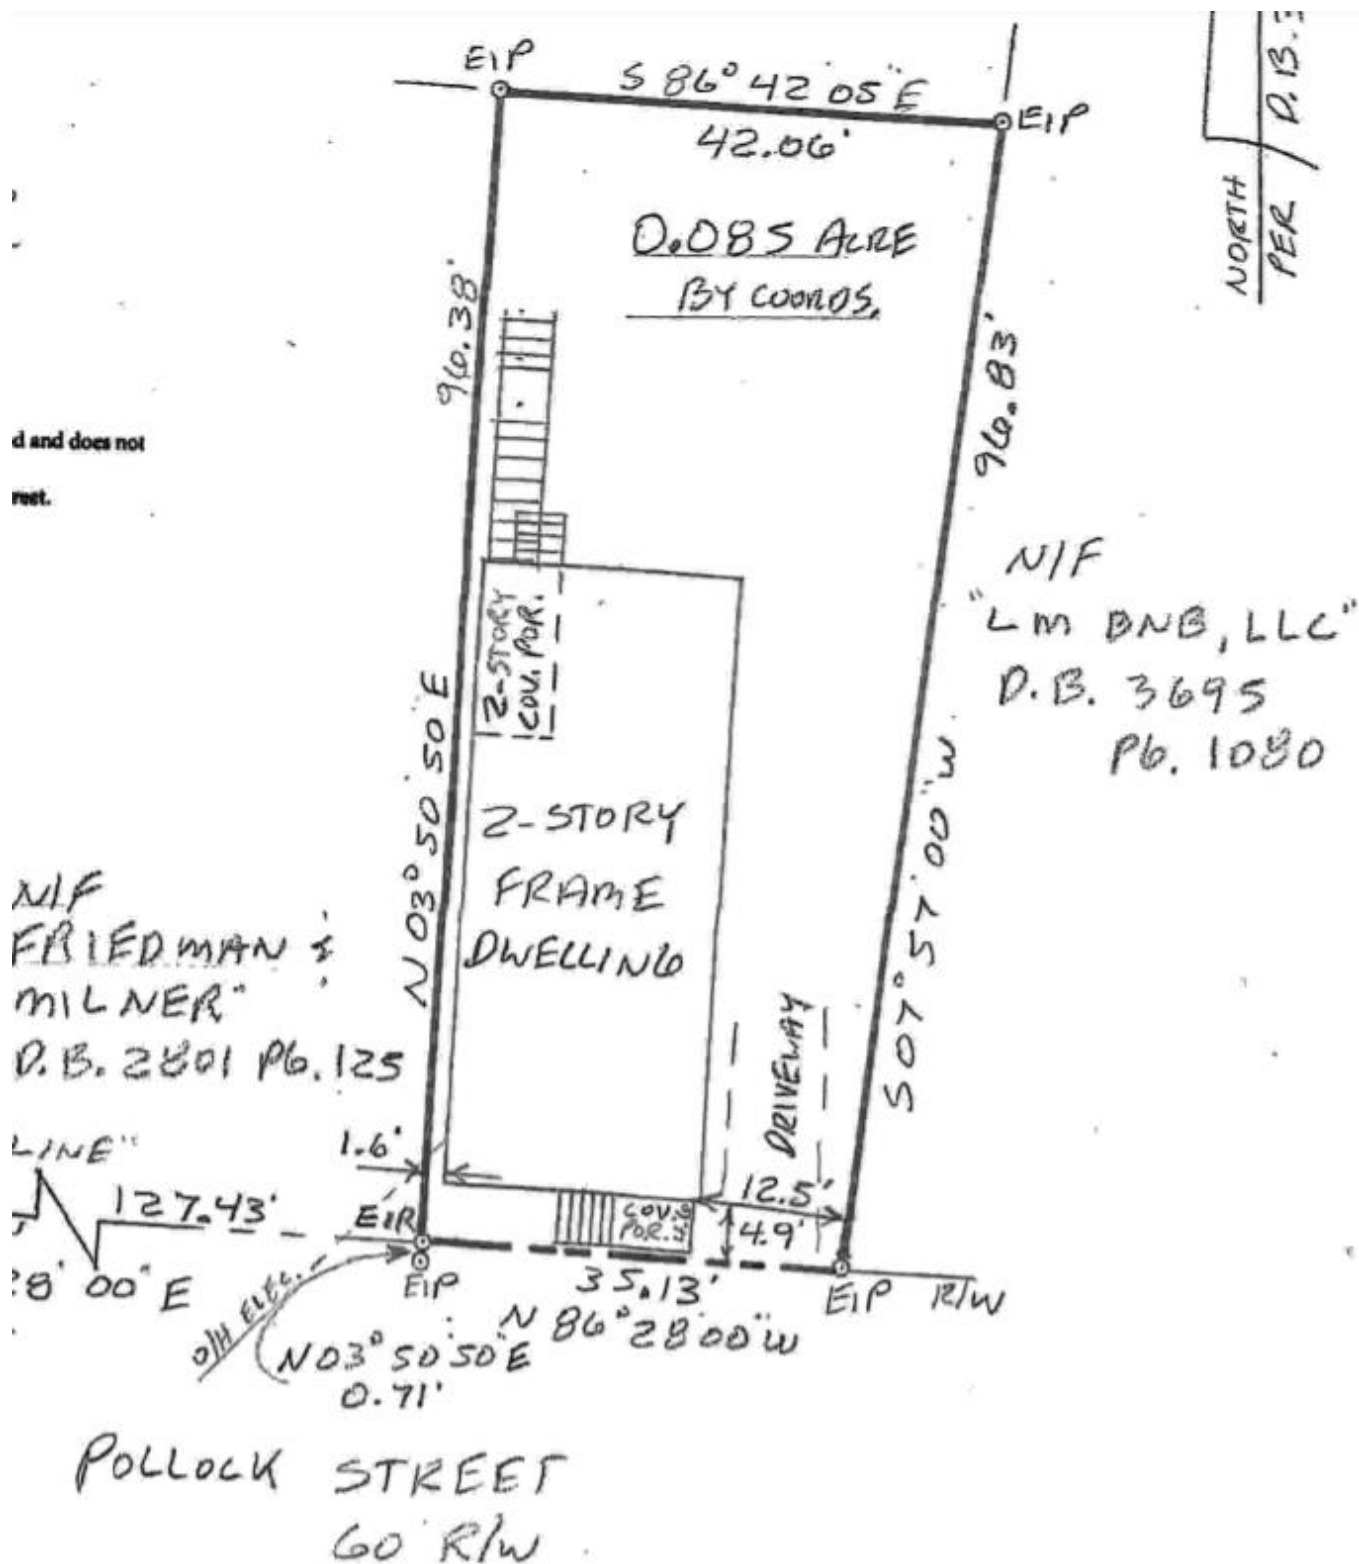 EIP
S 86° 42' 05" E
EIP
42.06'
D.B. 3
NORTH
PER
0.085 ACRE
BY COORDS.
96.38'
96.83'
d and does not
reet.
N/F
"LM BNB, LLC"
D.B. 3695
PG. 1080
2-STORY
COV. POR.
N 03° 50' 50" E
S 07° 57' 00" W
2-STORY
FRAME
DWELLING
N/F
FRIEDMAN &
MILNER"
D.B. 2801 PG. 125
DRIVEWAY
1.6'
LINE"
127.43'
12.5'
COV.
POR.
4.9'
EIR
8' 00" E
EIP
35.13'
EIP
R/W
N 86° 28' 00" W
O/H ELEC.
N 03° 50' 50" E
0.71'
POLLOCK STREET
60' R/W